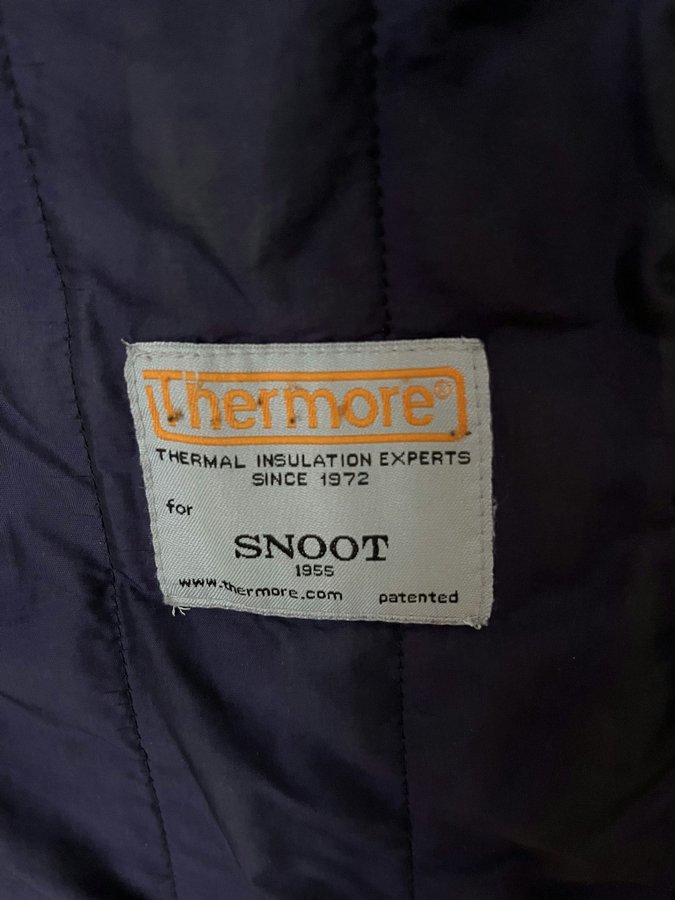 Thermore®
THERMAL INSULATION EXPERTS
SINCE 1972
for
SNOOT
1955
www.thermore.com patented